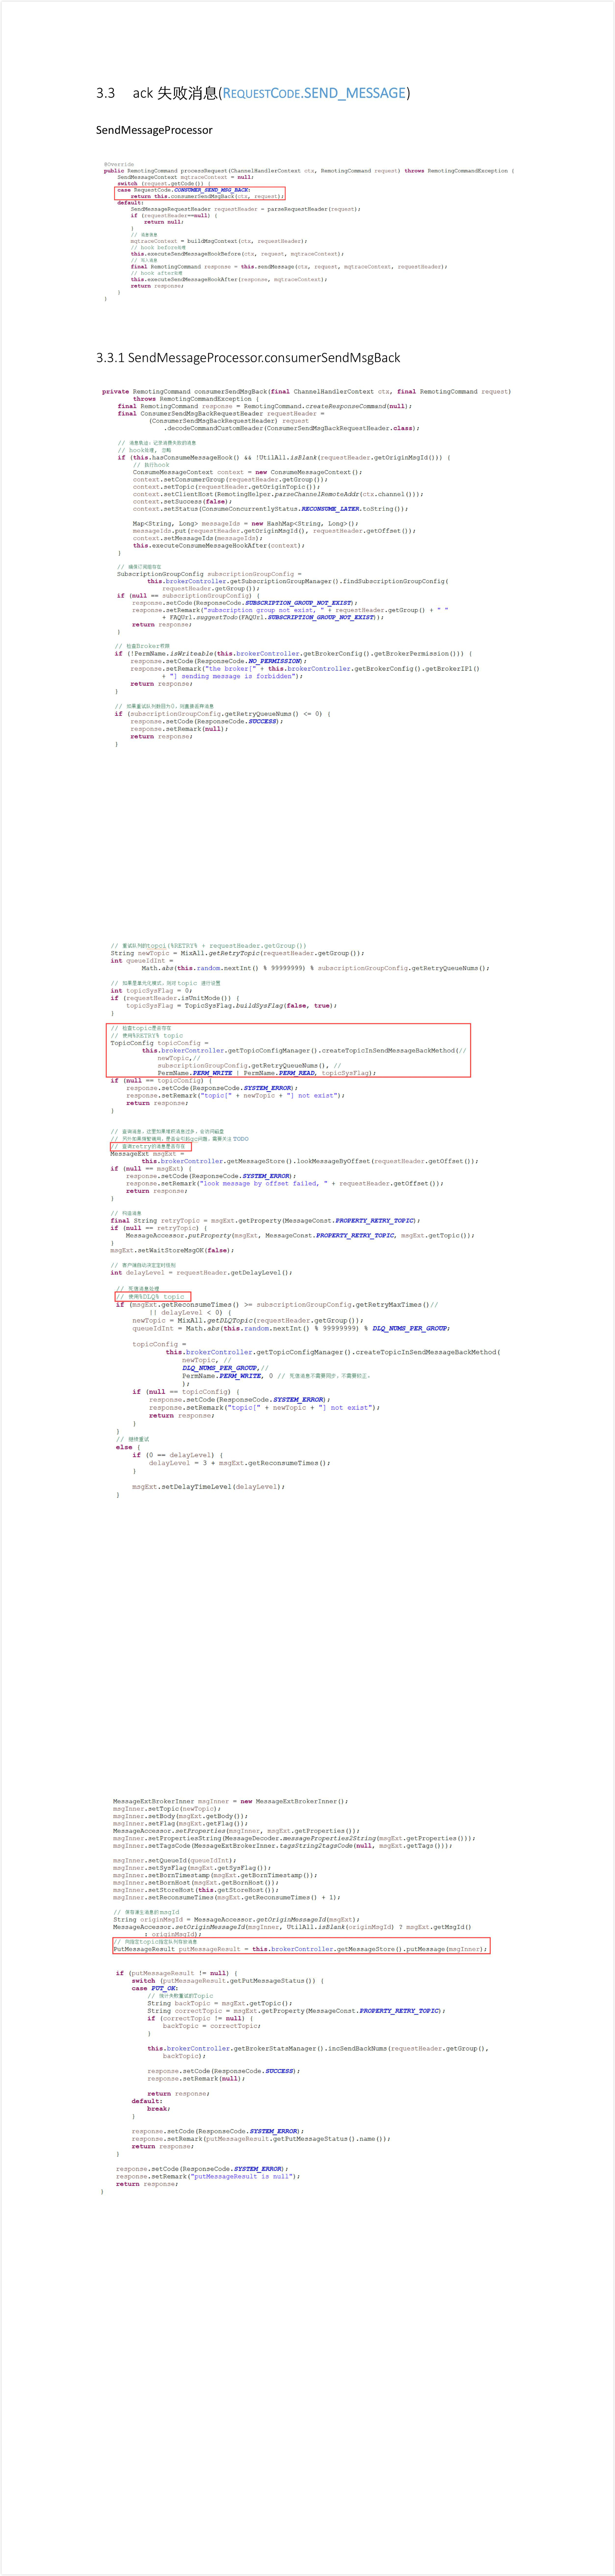 3.3 ack 失败消息(REQUESTCODE.SEND_MESSAGE)
SendMessageProcessor
@Override
public RemotingCommand processRequest(ChannelHandlerContext ctx, RemotingCommand request) throws RemotingCommandException {
SendMessageContext mqtraceContext = null;
switch (request.getCode()) {
case RequestCode.CONSUMER_SEND_MSG_BACK:
return this.consumerSendMsgBack(ctx, request);
default:
SendMessageRequestHeader requestHeader = parseRequestHeader(request);
if (requestHeader==null) {
return null;
}
// 消息轨迹
mqtraceContext = buildMsgContext(ctx, requestHeader);
// hook before处理
this.executeSendMessageHookBefore(ctx, request, mqtraceContext);
// 写入消息
final RemotingCommand response = this.sendMessage(ctx, request, mqtraceContext, requestHeader);
// hook after处理
this.executeSendMessageHookAfter(response, mqtraceContext);
return response;
}
}
3.3.1 SendMessageProcessor.consumerSendMsgBack
private RemotingCommand consumerSendMsgBack(final ChannelHandlerContext ctx, final RemotingCommand request)
throws RemotingCommandException {
final RemotingCommand response = RemotingCommand.createResponseCommand(null);
final ConsumerSendMsgBackRequestHeader requestHeader =
(ConsumerSendMsgBackRequestHeader) request
.decodeCommandCustomHeader(ConsumerSendMsgBackRequestHeader.class);
// 消息轨迹：记录消费失败的消息
// hook处理, 忽略
if (this.hasConsumeMessageHook() && !UtilAll.isBlank(requestHeader.getOriginMsgId())) {
// 执行hook
ConsumeMessageContext context = new ConsumeMessageContext();
context.setConsumerGroup(requestHeader.getGroup());
context.setTopic(requestHeader.getOriginTopic());
context.setClientHost(RemotingHelper.parseChannelRemoteAddr(ctx.channel()));
context.setSuccess(false);
context.setStatus(ConsumeConcurrentlyStatus.RECONSUME_LATER.toString());
Map<String, Long> messageIds = new HashMap<String, Long>();
messageIds.put(requestHeader.getOriginMsgId(), requestHeader.getOffset());
context.setMessageIds(messageIds);
this.executeConsumeMessageHookAfter(context);
}
// 确保订阅组存在
SubscriptionGroupConfig subscriptionGroupConfig =
this.brokerController.getSubscriptionGroupManager().findSubscriptionGroupConfig(
requestHeader.getGroup());
if (null == subscriptionGroupConfig) {
response.setCode(ResponseCode.SUBSCRIPTION_GROUP_NOT_EXIST);
response.setRemark("subscription group not exist, " + requestHeader.getGroup() + " "
+ FAQUrl.suggestTodo(FAQUrl.SUBSCRIPTION_GROUP_NOT_EXIST));
return response;
}
// 检查Broker权限
if (!PermName.isWriteable(this.brokerController.getBrokerConfig().getBrokerPermission())) {
response.setCode(ResponseCode.NO_PERMISSION);
response.setRemark("the broker[" + this.brokerController.getBrokerConfig().getBrokerIP1()
+ "] sending message is forbidden");
return response;
}
// 如果重试队列数目为0，则直接丢弃消息
if (subscriptionGroupConfig.getRetryQueueNums() <= 0) {
response.setCode(ResponseCode.SUCCESS);
response.setRemark(null);
return response;
}
// 重试队列的topci(%RETRY% + requestHeader.getGroup())
String newTopic = MixAll.getRetryTopic(requestHeader.getGroup());
int queueIdInt =
Math.abs(this.random.nextInt() % 99999999) % subscriptionGroupConfig.getRetryQueueNums();
// 如果是单元化模式，则对 topic 进行设置
int topicSysFlag = 0;
if (requestHeader.isUnitMode()) {
topicSysFlag = TopicSysFlag.buildSysFlag(false, true);
}
// 检查topic是否存在
// 使用%RETRY% topic
TopicConfig topicConfig =
this.brokerController.getTopicConfigManager().createTopicInSendMessageBackMethod(//
newTopic,//
subscriptionGroupConfig.getRetryQueueNums(), //
PermName.PERM_WRITE | PermName.PERM_READ, topicSysFlag);
if (null == topicConfig) {
response.setCode(ResponseCode.SYSTEM_ERROR);
response.setRemark("topic[" + newTopic + "] not exist");
return response;
}
// 查询消息，这里如果堆积消息过多，会访问磁盘
// 另外如果频繁调用，是否会引起gc问题，需要关注 TODO
// 查询retry的消息是否存在
MessageExt msgExt =
this.brokerController.getMessageStore().lookMessageByOffset(requestHeader.getOffset());
if (null == msgExt) {
response.setCode(ResponseCode.SYSTEM_ERROR);
response.setRemark("look message by offset failed, " + requestHeader.getOffset());
return response;
}
// 构造消息
final String retryTopic = msgExt.getProperty(MessageConst.PROPERTY_RETRY_TOPIC);
if (null == retryTopic) {
MessageAccessor.putProperty(msgExt, MessageConst.PROPERTY_RETRY_TOPIC, msgExt.getTopic());
}
msgExt.setWaitStoreMsgOK(false);
// 客户端自动决定定时级别
int delayLevel = requestHeader.getDelayLevel();
// 死信消息处理
// 使用%DLQ% topic
if (msgExt.getReconsumeTimes() >= subscriptionGroupConfig.getRetryMaxTimes()//
|| delayLevel < 0) {
newTopic = MixAll.getDLQTopic(requestHeader.getGroup());
queueIdInt = Math.abs(this.random.nextInt() % 99999999) % DLQ_NUMS_PER_GROUP;
topicConfig =
this.brokerController.getTopicConfigManager().createTopicInSendMessageBackMethod(
newTopic, //
DLQ_NUMS_PER_GROUP,//
PermName.PERM_WRITE, 0 // 死信消息不需要同步，不需要较正。
);
if (null == topicConfig) {
response.setCode(ResponseCode.SYSTEM_ERROR);
response.setRemark("topic[" + newTopic + "] not exist");
return response;
}
}
// 继续重试
else {
if (0 == delayLevel) {
delayLevel = 3 + msgExt.getReconsumeTimes();
}
msgExt.setDelayTimeLevel(delayLevel);
}
MessageExtBrokerInner msgInner = new MessageExtBrokerInner();
msgInner.setTopic(newTopic);
msgInner.setBody(msgExt.getBody());
msgInner.setFlag(msgExt.getFlag());
MessageAccessor.setProperties(msgInner, msgExt.getProperties());
msgInner.setPropertiesString(MessageDecoder.messageProperties2String(msgExt.getProperties()));
msgInner.setTagsCode(MessageExtBrokerInner.tagsString2tagsCode(null, msgExt.getTags()));
msgInner.setQueueId(queueIdInt);
msgInner.setSysFlag(msgExt.getSysFlag());
msgInner.setBornTimestamp(msgExt.getBornTimestamp());
msgInner.setBornHost(msgExt.getBornHost());
msgInner.setStoreHost(this.getStoreHost());
msgInner.setReconsumeTimes(msgExt.getReconsumeTimes() + 1);
// 保存源生消息的 msgId
String originMsgId = MessageAccessor.getOriginMessageId(msgExt);
MessageAccessor.setOriginMessageId(msgInner, UtilAll.isBlank(originMsgId) ? msgExt.getMsgId()
: originMsgId);
// 向指定topic指定队列存放消息
PutMessageResult putMessageResult = this.brokerController.getMessageStore().putMessage(msgInner);
if (putMessageResult != null) {
switch (putMessageResult.getPutMessageStatus()) {
case PUT_OK:
// 统计失败重试的Topic
String backTopic = msgExt.getTopic();
String correctTopic = msgExt.getProperty(MessageConst.PROPERTY_RETRY_TOPIC);
if (correctTopic != null) {
backTopic = correctTopic;
}
this.brokerController.getBrokerStatsManager().incSendBackNums(requestHeader.getGroup(),
backTopic);
response.setCode(ResponseCode.SUCCESS);
response.setRemark(null);
return response;
default:
break;
}
response.setCode(ResponseCode.SYSTEM_ERROR);
response.setRemark(putMessageResult.getPutMessageStatus().name());
return response;
}
response.setCode(ResponseCode.SYSTEM_ERROR);
response.setRemark("putMessageResult is null");
return response;
}